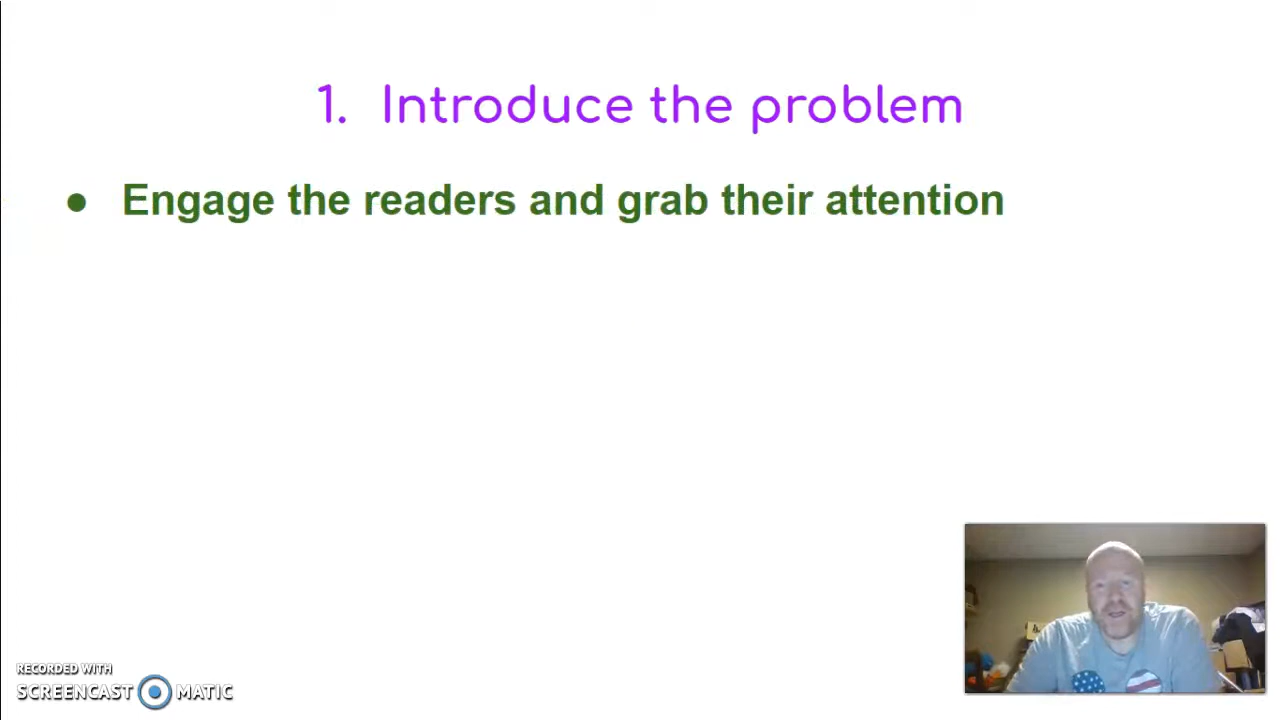 1. Introduce the problem
● Engage the readers and grab their attention
RECORDED WITH
SCREENCAST MATIC